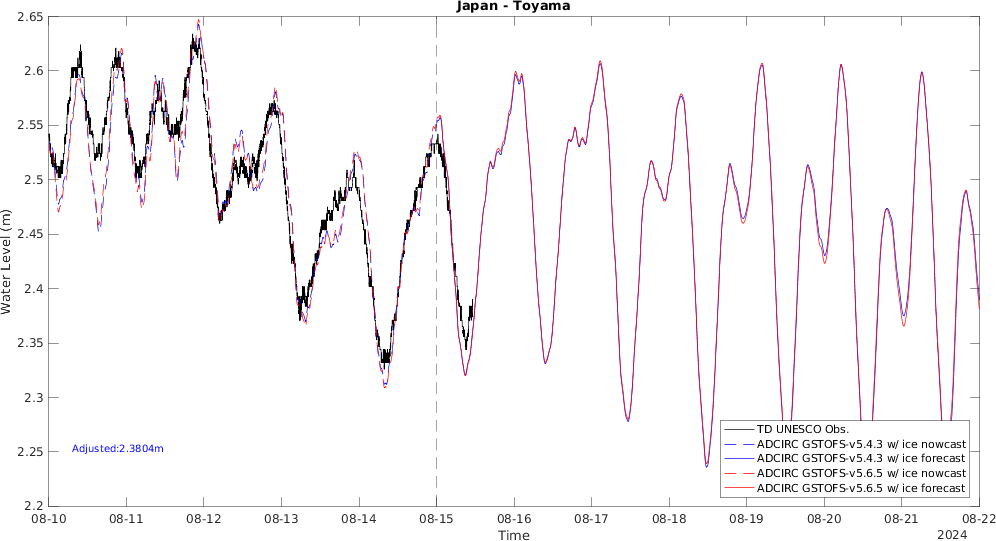 Japan - Toyama
2.65
2.6
2.55
2.5
2.45
2.4
2.35
2.3
2.25
2.2
Water Level (m)
Adjusted:2.3804m
TD UNESCO Obs.
ADCIRC GSTOFS-v5.4.3 w/ ice nowcast
ADCIRC GSTOFS-v5.4.3 w/ ice forecast
ADCIRC GSTOFS-v5.6.5 w/ ice nowcast
ADCIRC GSTOFS-v5.6.5 w/ ice forecast
08-10 08-11 08-12 08-13 08-14 08-15 08-16 08-17 08-18 08-19 08-20 08-21 08-22
Time
2024